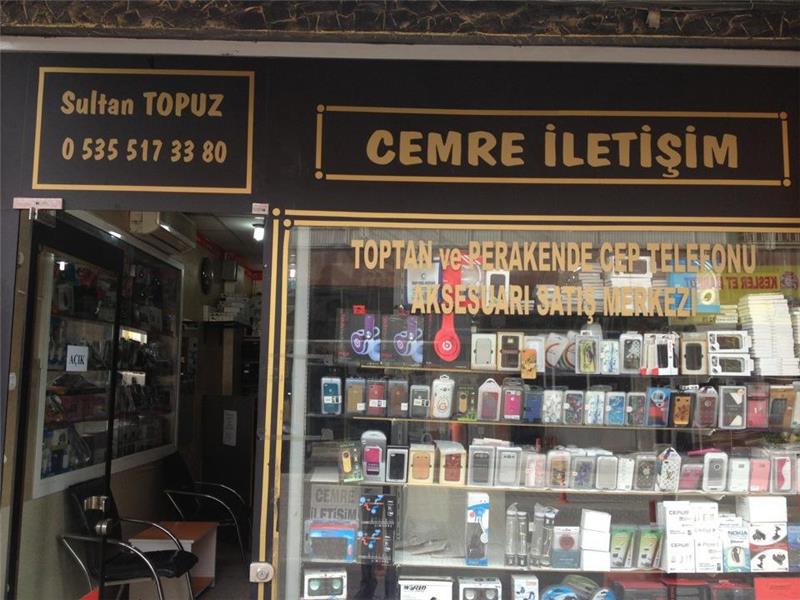 Sultan TOPUZ
0 535 517 33 80
CEMRE İLETİŞİM
TOPTAN ve PERAKENDE CEP TELEFONU
AKSESUARI SATIŞ MERKEZİ
AÇIK
CEMRE
İLETİŞİM
NOKIA